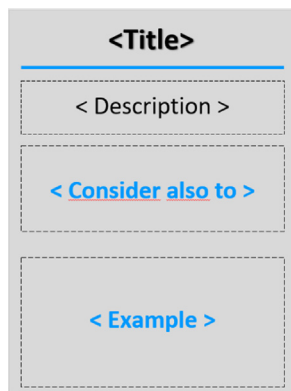 <Title>
< Description >
< Consider also to >
< Example >